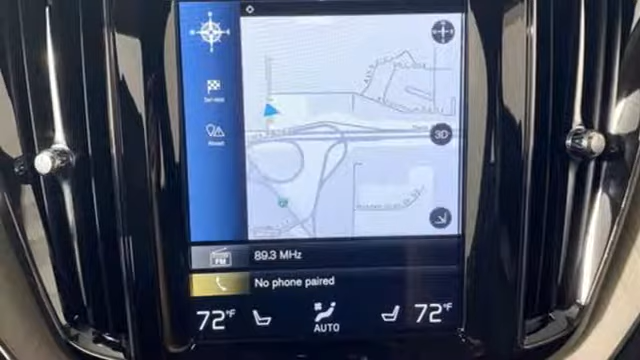 3D
FM
89.3 MHz
No phone paired
72°F
AUTO
72°F